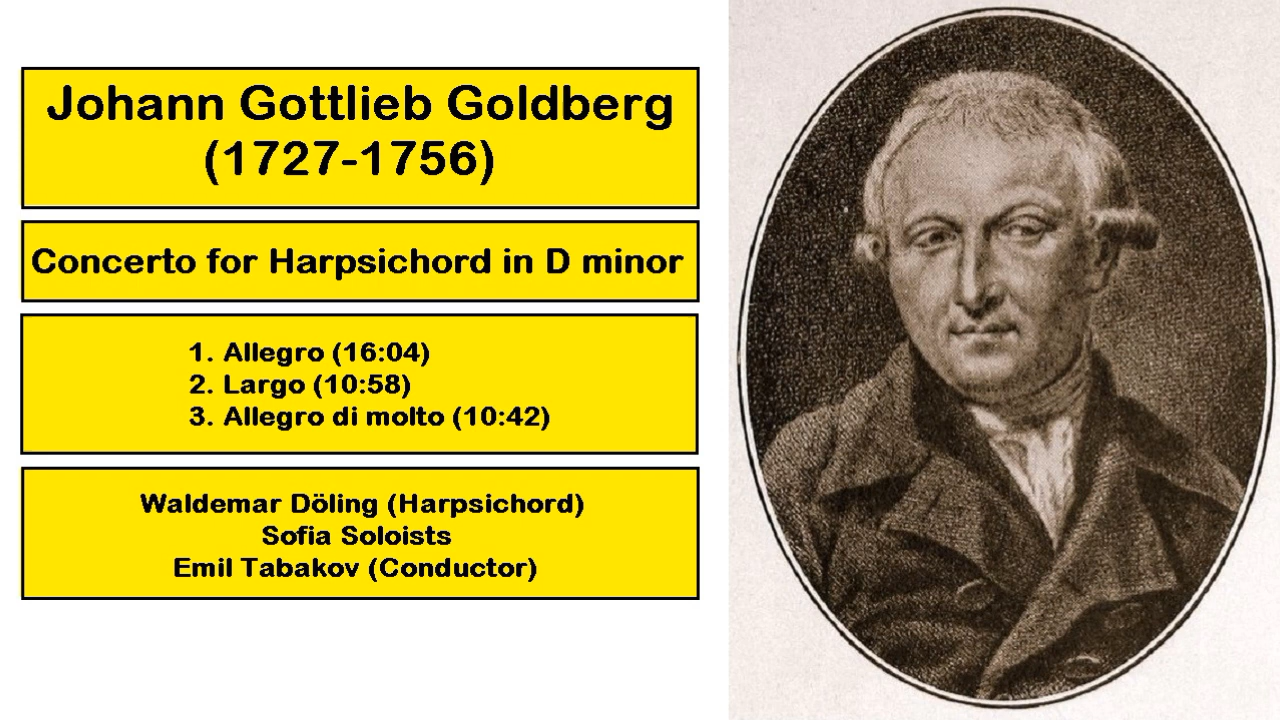 Johann Gottlieb Goldberg
(1727-1756)
Concerto for Harpsichord in D minor
1. Allegro (16:04)
2. Largo (10:58)
3. Allegro di molto (10:42)
Waldemar Döling (Harpsichord)
Sofia Soloists
Emil Tabakov (Conductor)